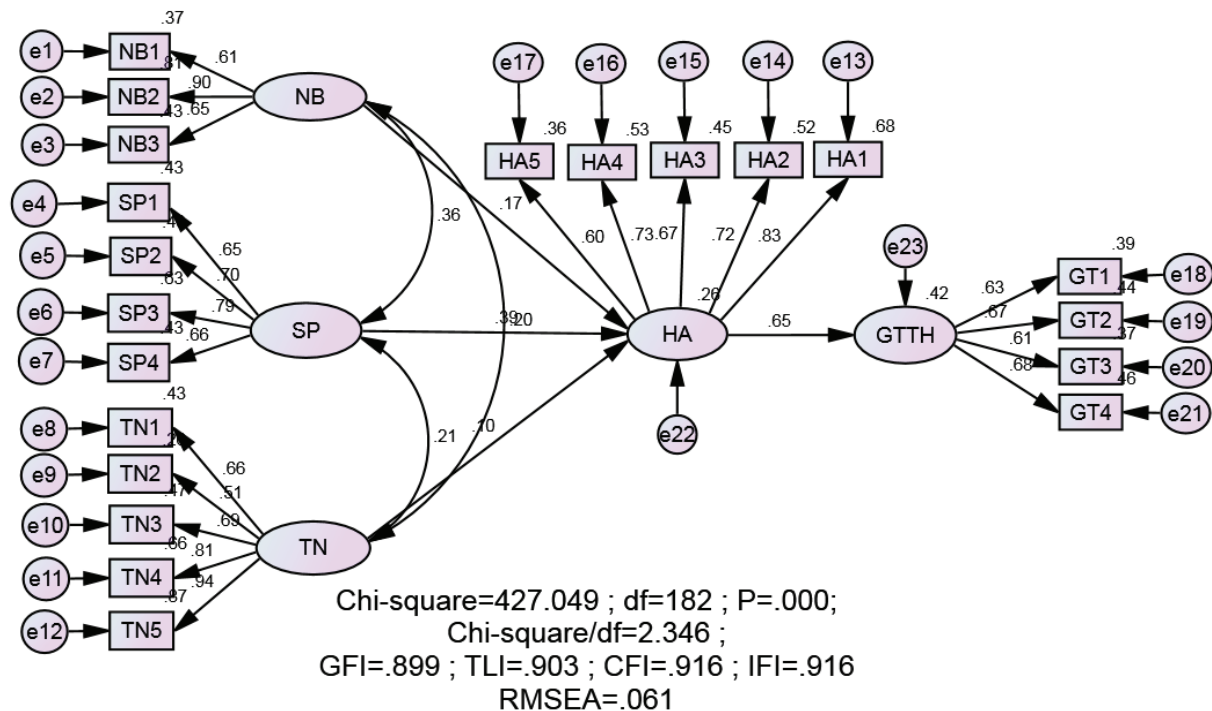 .37
e1 NB1 .61
.81
e2 NB2 .90
.43 .65
e3 NB3
NB
.43
e4 SP1
.65
e5 SP2 .70
.63
e6 SP3 .79
.43
e7 SP4 .66
SP
.43
e8 TN1
.66
e9 TN2 .51
.47
e10 TN3 .69
.66
e11 TN4 .81
.87
e12 TN5 .94
TN
.36
.21
.17
.39
.20
.10
e17 e16 e15 e14 e13
.36 .53 .45 .52 .68
HA5 HA4 HA3 HA2 HA1
.60 .73 .67 .72 .83
.26
HA
e22
.65
e23
.42
GTTH
.39
.63 GT1 e18
.44
.67 GT2 e19
.37
.61 GT3 e20
.46
.68 GT4 e21
Chi-square=427.049 ; df=182 ; P=.000;
Chi-square/df=2.346 ;
GFI=.899 ; TLI=.903 ; CFI=.916 ; IFI=.916
RMSEA=.061